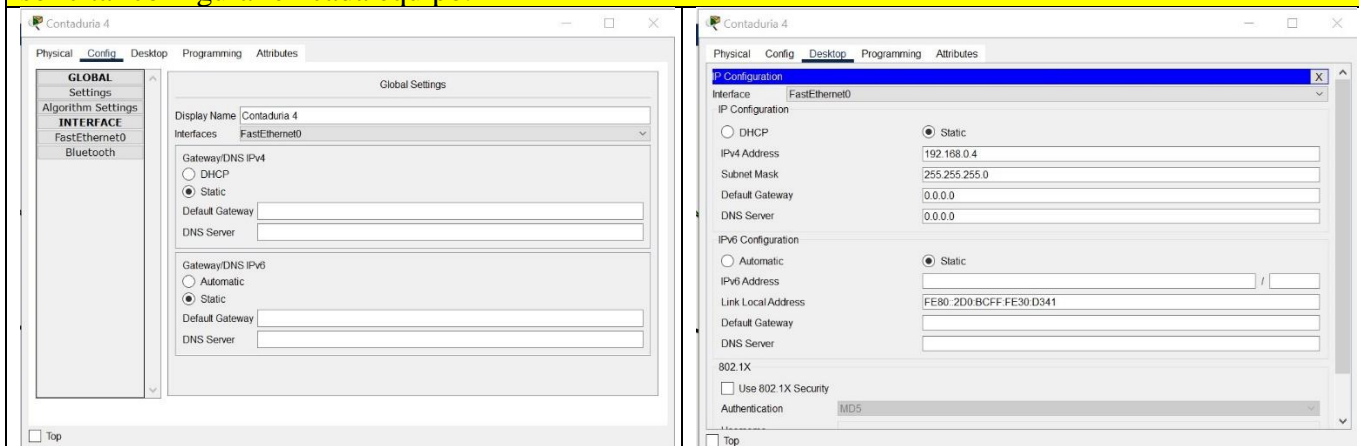 Contaduria 4
Physical Config Desktop Programming Attributes
GLOBAL
Settings
Algorithm Settings
INTERFACE
FastEthernet0
Bluetooth
Global Settings
Display Name Contaduria 4
Interfaces FastEthernet0
Gateway/DNS IPv4
DHCP
Static
Default Gateway
DNS Server
Gateway/DNS IPv6
Automatic
Static
Default Gateway
DNS Server
Top
Contaduria 4
Physical Config Desktop Programming Attributes
IP Configuration X
Interface FastEthernet0
IP Configuration
DHCP Static
IPv4 Address 192.168.0.4
Subnet Mask 255.255.255.0
Default Gateway 0.0.0.0
DNS Server 0.0.0.0
IPv6 Configuration
Automatic Static
IPv6 Address /
Link Local Address FE80::2D0:BCFF:FE30:D341
Default Gateway
DNS Server
802.1X
Use 802.1X Security
Authentication MD5
Top